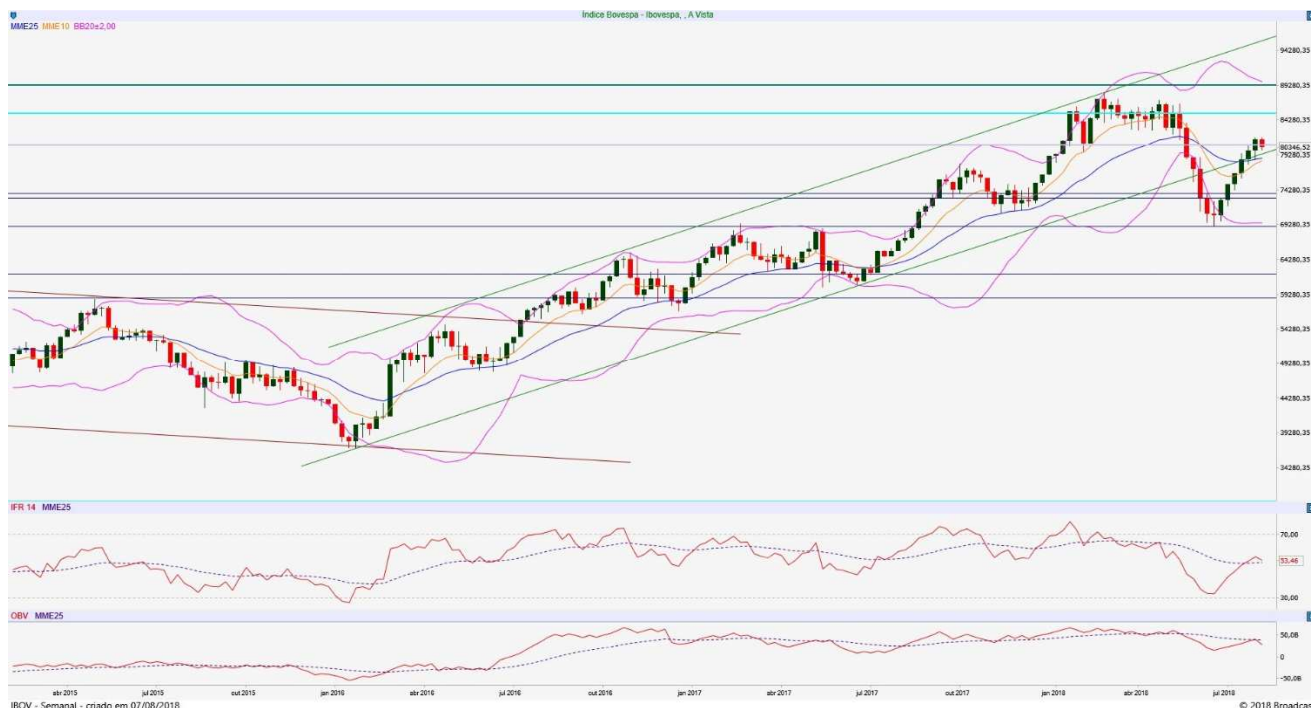 Índice Bovespa - Ibovespa, , A Vista
MME25 MME10 BB20±2,00
94280,35
89280,35
84280,35
80346,52
79280,35
74280,35
69280,35
64280,35
59280,35
54280,35
49280,35
44280,35
39280,35
34280,35
IFR 14 MME25
70,00
53,46
30,00
OBV MME25
50,0B
0
-50,0B
abr 2015 jul 2015 out 2015 jan 2016 abr 2016 jul 2016 out 2016 jan 2017 abr 2017 jul 2017 out 2017 jan 2018 abr 2018 jul 2018
IBOV - Semanal - criado em 07/08/2018 © 2018 Broadcas